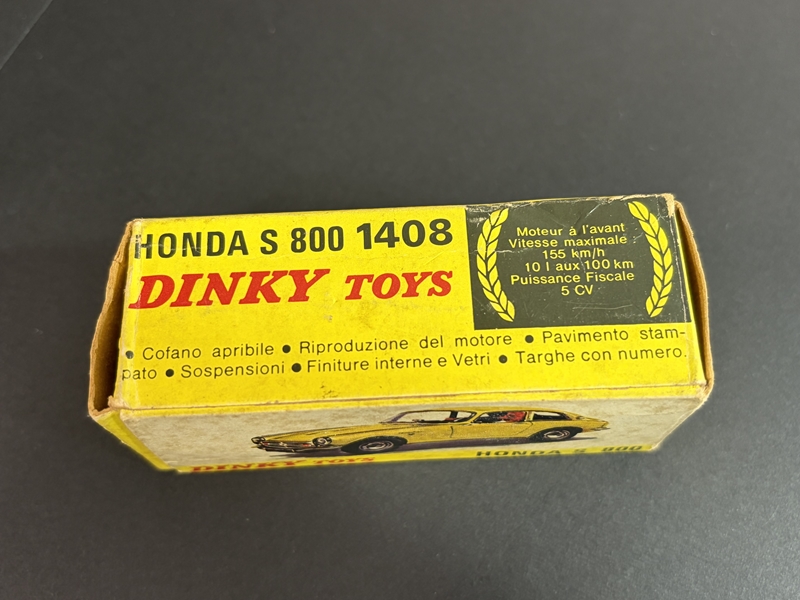 HONDA S 800 1408
DINKY TOYS
Moteur à l'avant
Vitesse maximale :
155 km/h
10 l aux 100 km
Puissance Fiscale
5 CV
• Cofano apribile • Riproduzione del motore • Pavimento stam-
pato • Sospensioni • Finiture interne e Vetri • Targhe con numero.
DINKY TOYS
HONDA S 800